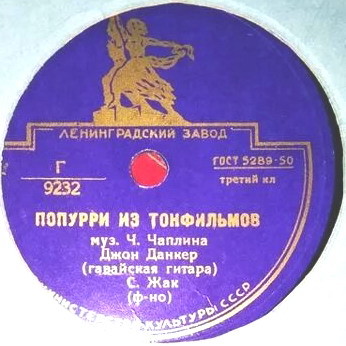 ЛЕНИНГРАДСКИЙ ЗАВОД
Г
9232
ГОСТ 5289-50
третий кл
ПОПУРРИ ИЗ ТОНФИЛЬМОВ
муз. Ч. Чаплина
Джон Данкер
(гавайская гитара)
С. Жак
(ф-но)
КУЛЬТУРЫ СССР